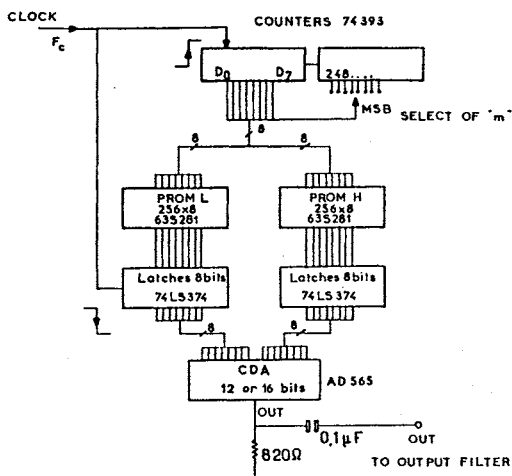 CLOCK
Fc
COUNTERS 74393
D0 D7
248....
MSB
SELECT OF "m"
8
8 8
PROM L
256x8
63S281
PROM H
256x8
63S281
Latches 8bits
74LS374
Latches 8bits
74LS374
8 8
CDA
12 or 16 bits
AD565
OUT
0,1µF
OUT
820Ω
TO OUTPUT FILTER